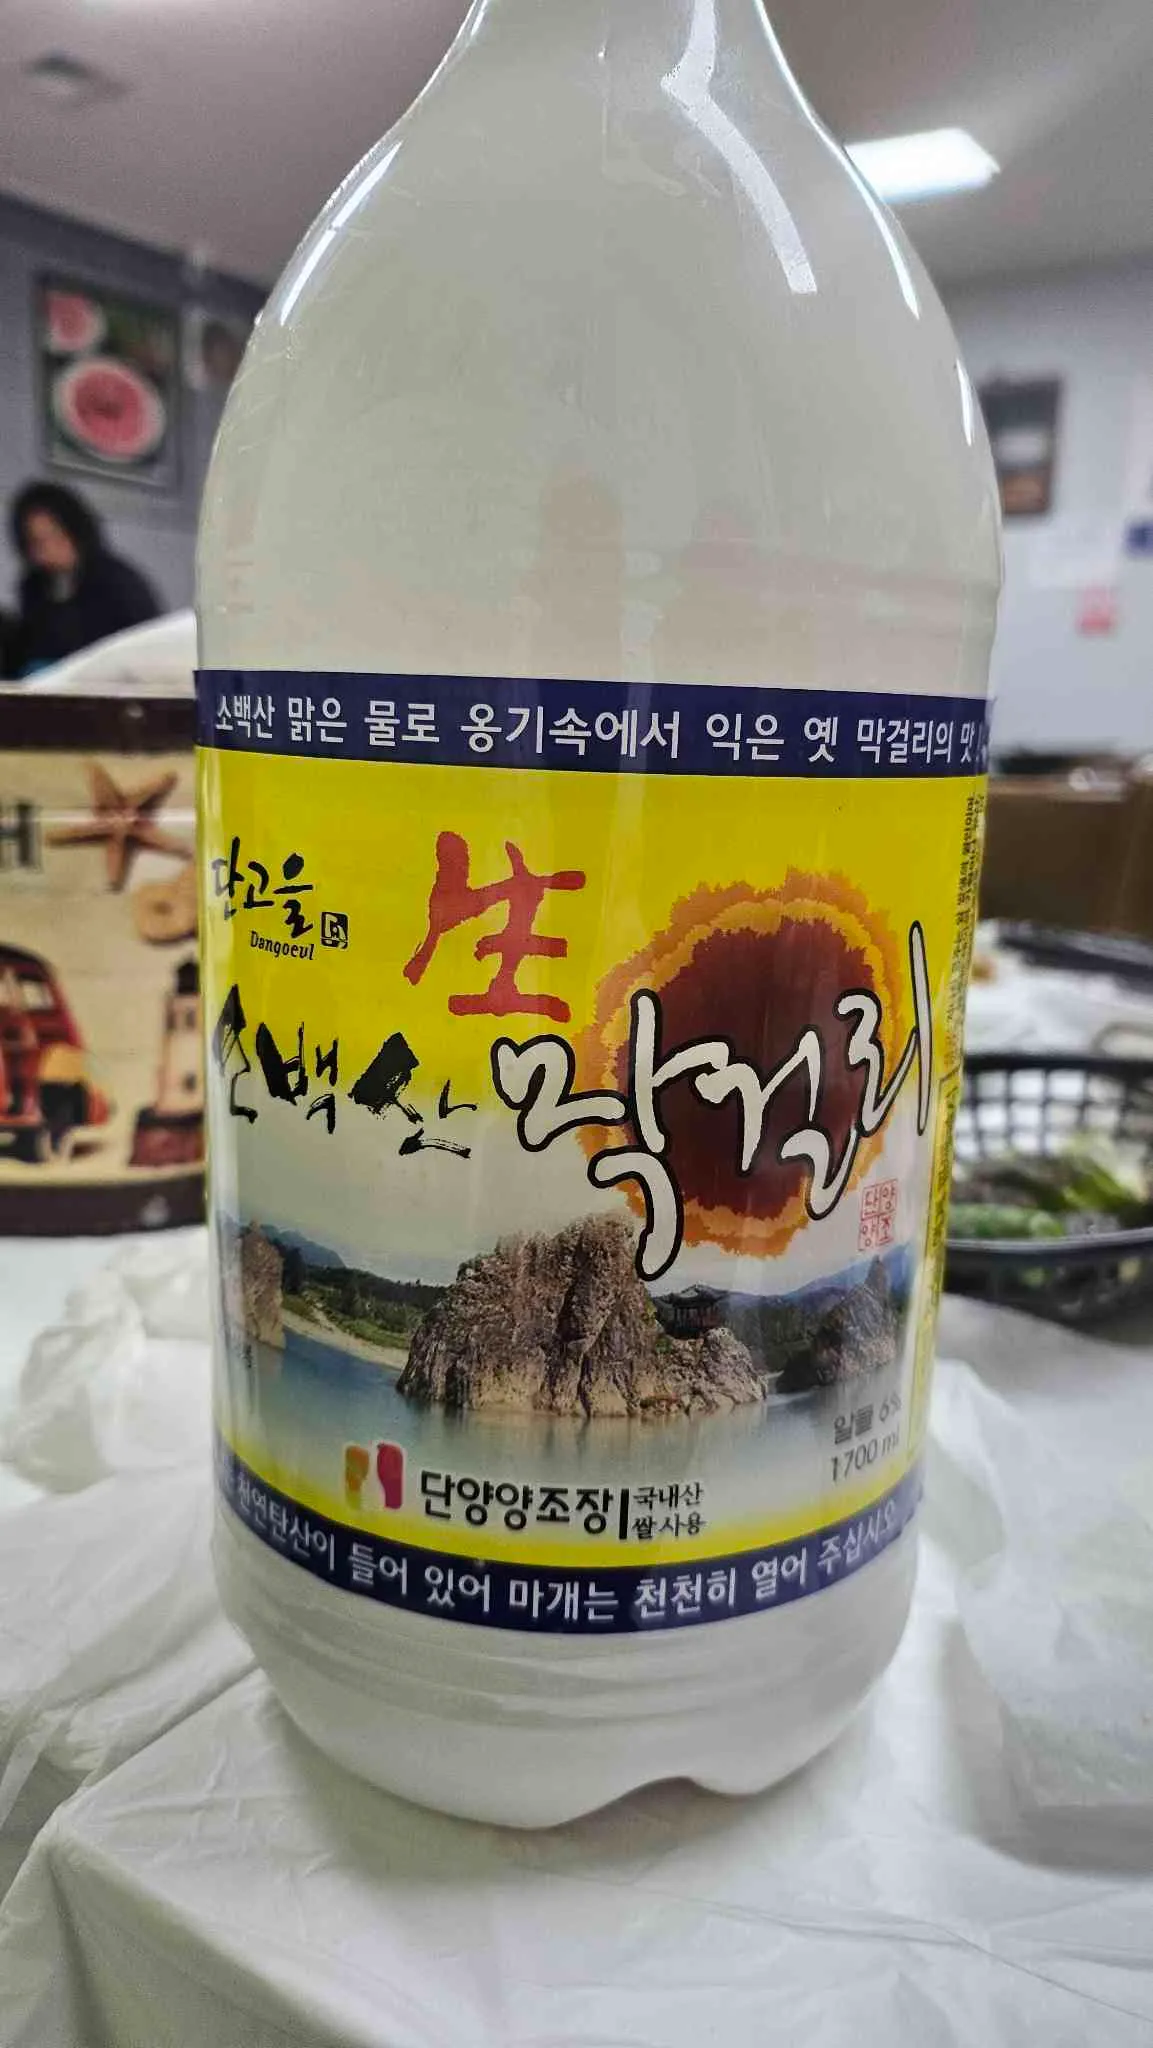 소백산 맑은 물로 옹기속에서 익은 옛 막걸리의 맛
단고을
Dangoeul
生
소백산 막걸리
단양
양조
알콜 6%
1700 ml
단양양조장
국내산
쌀 사용
천연탄산이 들어 있어 마개는 천천히 열어 주십시오
H